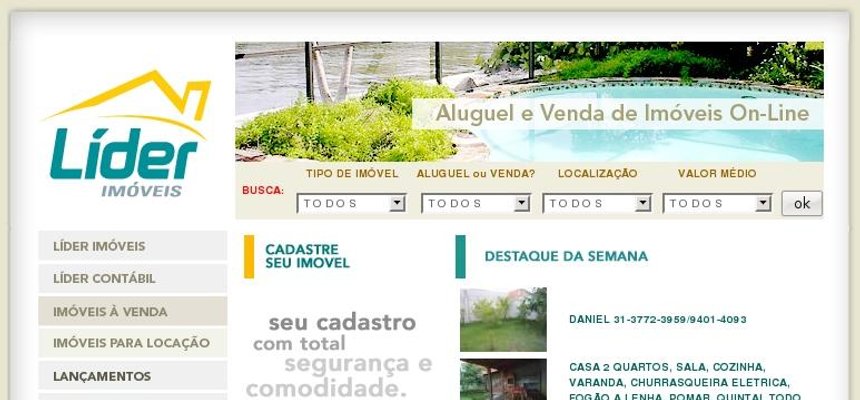 Aluguel e Venda de Imóveis On-Line
Líder
IMÓVEIS
TIPO DE IMÓVEL
ALUGUEL ou VENDA?
LOCALIZAÇÃO
VALOR MÉDIO
BUSCA:
TODOS
TODOS
TODOS
TODOS
ok
LÍDER IMÓVEIS
LÍDER CONTÁBIL
IMÓVEIS À VENDA
IMÓVEIS PARA LOCAÇÃO
LANÇAMENTOS
CADASTRE
SEU IMOVEL
seu cadastro
com total
segurança e
comodidade.
DESTAQUE DA SEMANA
DANIEL 31-3772-3959/9401-4093
CASA 2 QUARTOS, SALA, COZINHA,
VARANDA, CHURRASQUEIRA ELETRICA,
FOGÃO A LENHA, POMAR, QUINTAL TODO